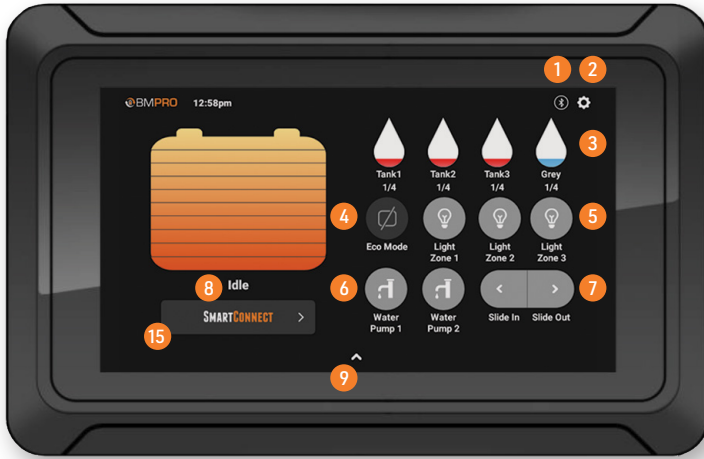 1 2
BMPRO 12:58pm
3
Tank1 Tank2 Tank3 Grey
1/4 1/4 1/4 1/4
4 5
Eco Mode Light Zone 1 Light Zone 2 Light Zone 3
8 Idle
6 7
15 SMARTCONNECT >
Water Pump 1 Water Pump 2 < > Slide In Slide Out
9